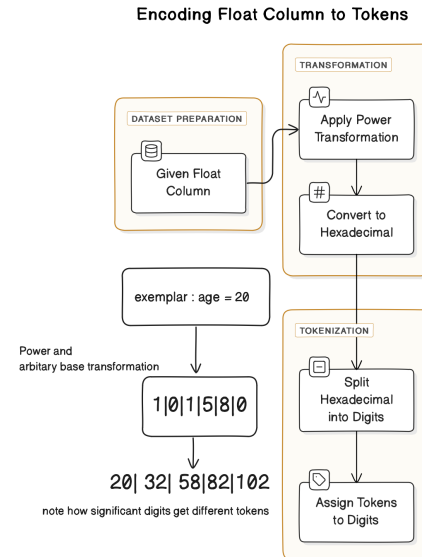 Encoding Float Column to Tokens
TRANSFORMATION
Apply Power
Transformation
DATASET PREPARATION
Given Float
Column
#
Convert to
Hexadecimal
exemplar : age = 20
Power and
arbitary base transformation
1|0|1|5|8|0
20| 32| 58|82|102
note how significant digits get different tokens
TOKENIZATION
Split
Hexadecimal
into Digits
Assign Tokens
to Digits